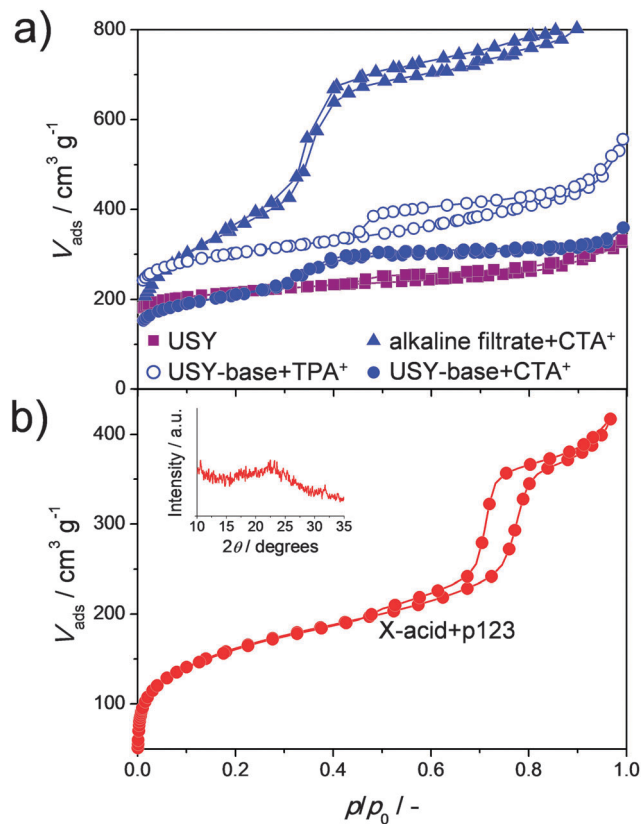 a)
800
600
400
200
0
V_ads / cm³ g⁻¹
USY
alkaline filtrate+CTA⁺
USY-base+TPA⁺
USY-base+CTA⁺
b)
400
300
200
100
V_ads / cm³ g⁻¹
Intensity / a.u.
10 15 20 25 30 35
2θ / degrees
X-acid+p123
0.0 0.2 0.4 0.6 0.8 1.0
p/p₀ / -